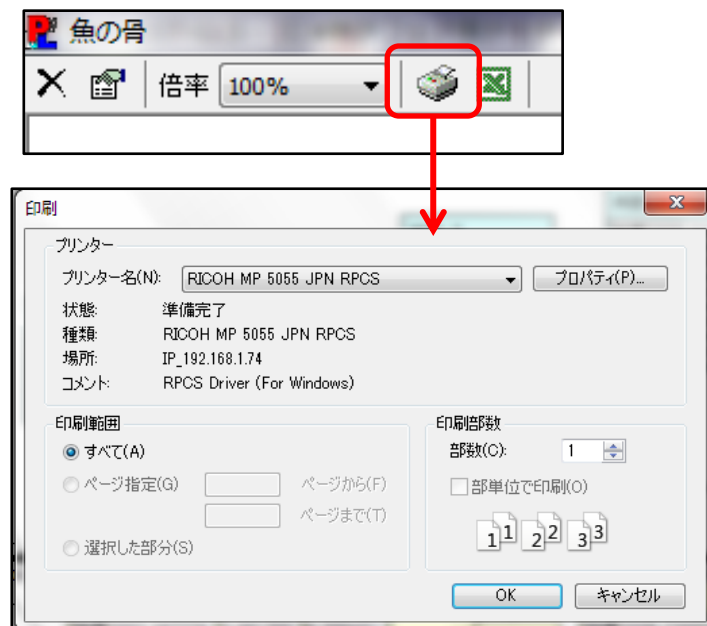 魚の骨
倍率 100%
印刷
プリンター
プリンター名(N): RICOH MP 5055 JPN RPCS プロパティ(P)...
状態: 準備完了
種類: RICOH MP 5055 JPN RPCS
場所: IP_192.168.1.74
コメント: RPCS Driver (For Windows)
印刷範囲
すべて(A)
ページ指定(G) ページから(F)
ページまで(T)
選択した部分(S)
印刷部数
部数(C): 1
部単位で印刷(O)
1 1 2 2 3 3
OK キャンセル